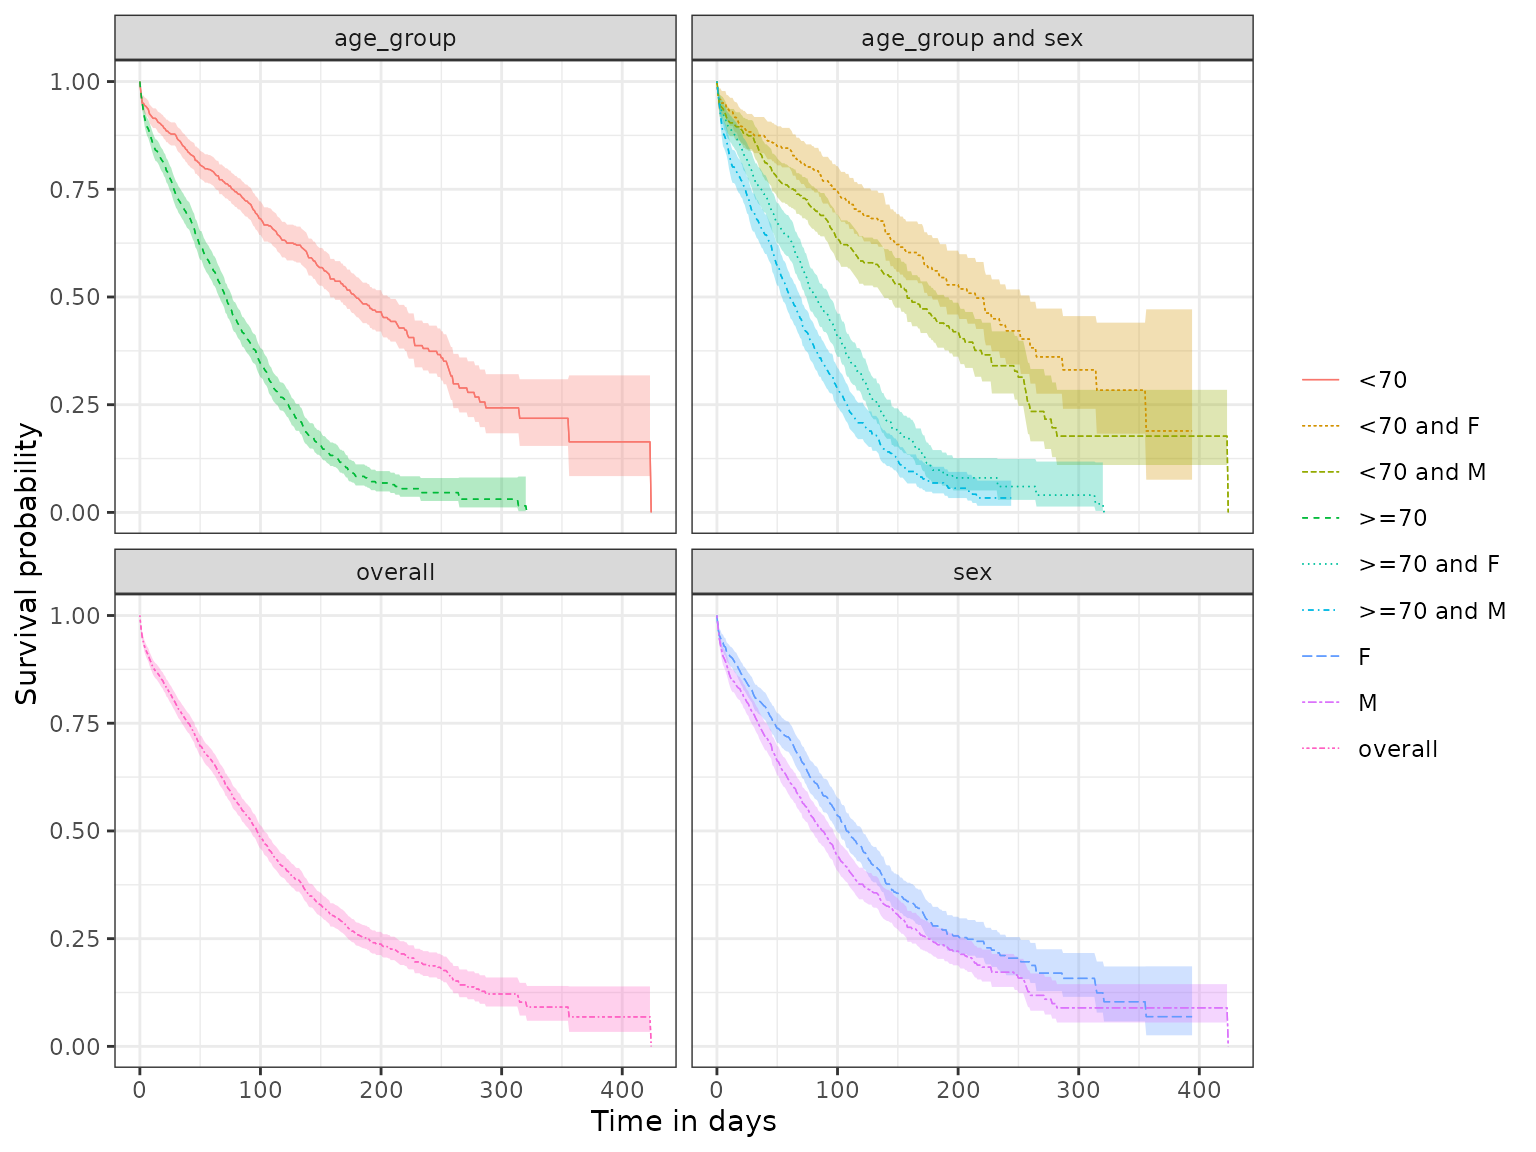 age_group
age_group and sex
1.00
0.75
0.50
0.25
0.00
overall
sex
1.00
0.75
0.50
0.25
0.00
0 100 200 300 400
0 100 200 300 400
Time in days
Survival probability
<70
<70 and F
<70 and M
>=70
>=70 and F
>=70 and M
F
M
overall